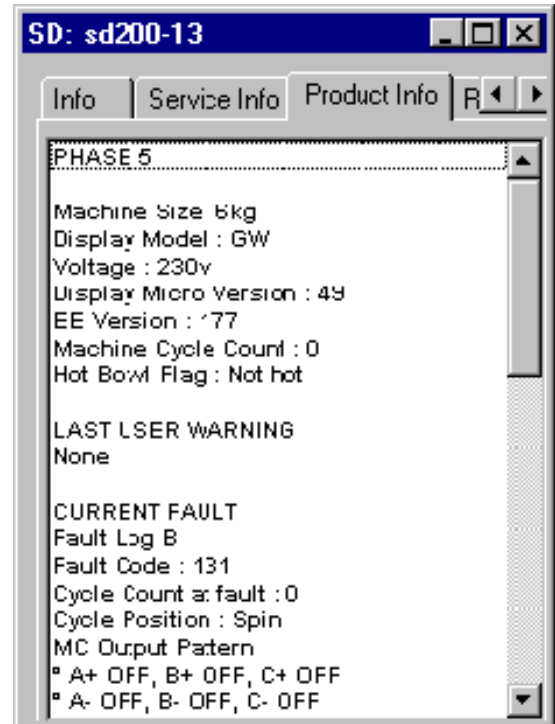 SD: sd200-13
Info Service Info Product Info R
PHASE 5
Machine Size 6kg
Display Model : GW
Voltage : 230v
Display Micro Version : 49
EE Version : 177
Machine Cycle Count : 0
Hot Bowl Flag : Not hot
LAST USER WARNING
None
CURRENT FAULT
Fault Log B
Fault Code : 131
Cycle Count at fault : 0
Cycle Position : Spin
MC Output Pattern
* A+ OFF, B+ OFF, C+ OFF
* A- OFF, B- OFF, C- OFF